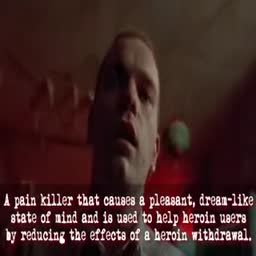 A pain killer that causes a pleasant, dream-like
state of mind and is used to help heroin users
by reducing the effects of a heroin withdrawal.